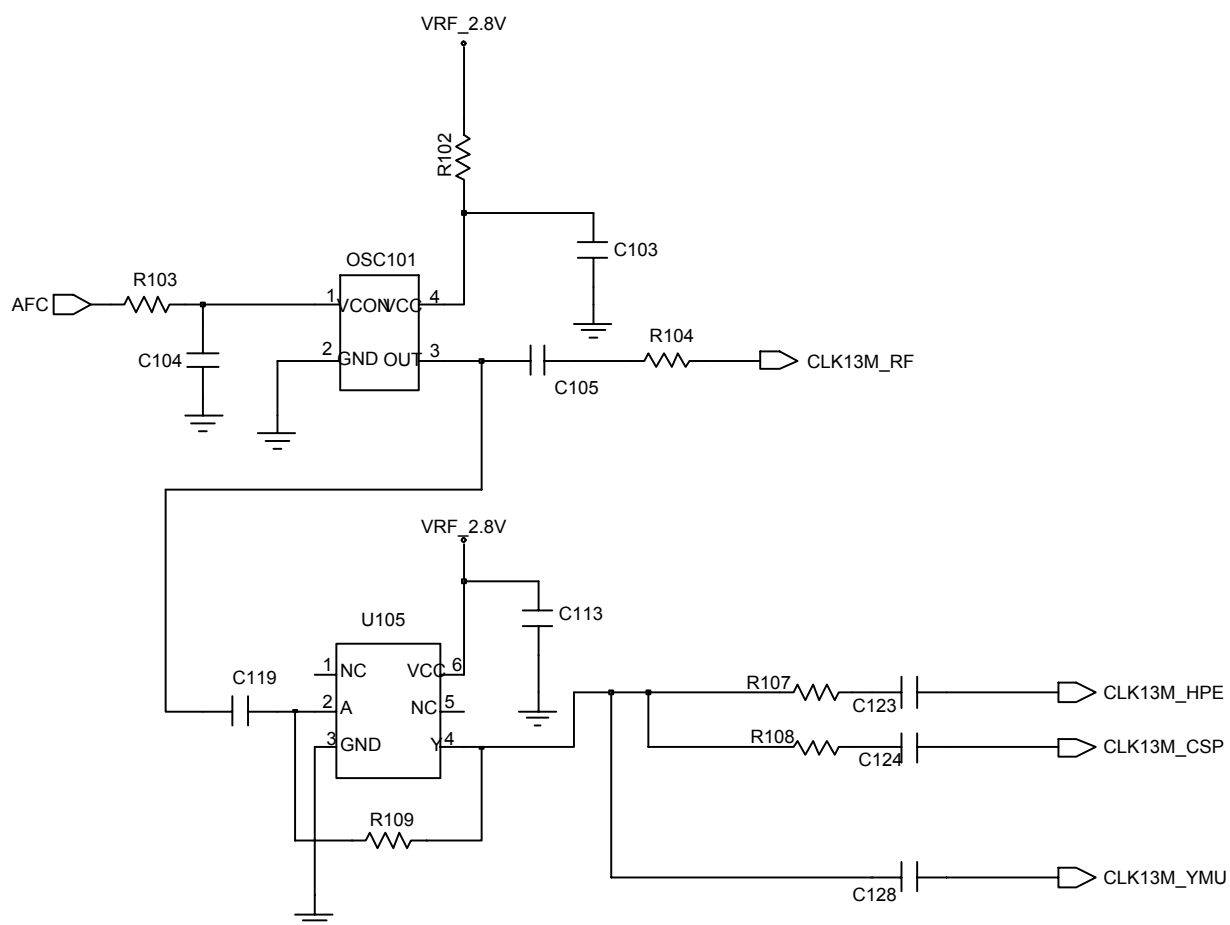 VRF_2.8V
R102
C103
OSC101
R103
AFC
1
VCON
VCC
4
C104
2
GND
OUT
3
C105
R104
CLK13M_RF
VRF_2.8V
C113
U105
C119
1
NC
VCC
6
2
A
NC
5
3
GND
Y
4
R109
R107
C123
CLK13M_HPE
R108
C124
CLK13M_CSP
C128
CLK13M_YMU